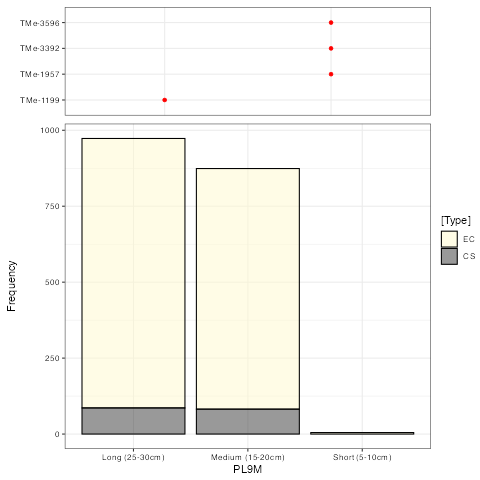 TMe-3596
TMe-3392
TMe-1957
TMe-1199
1000
750
500
250
0
Frequency
Long (25-30cm)
Medium (15-20cm)
Short (5-10cm)
PL9M
[Type]
EC
CS